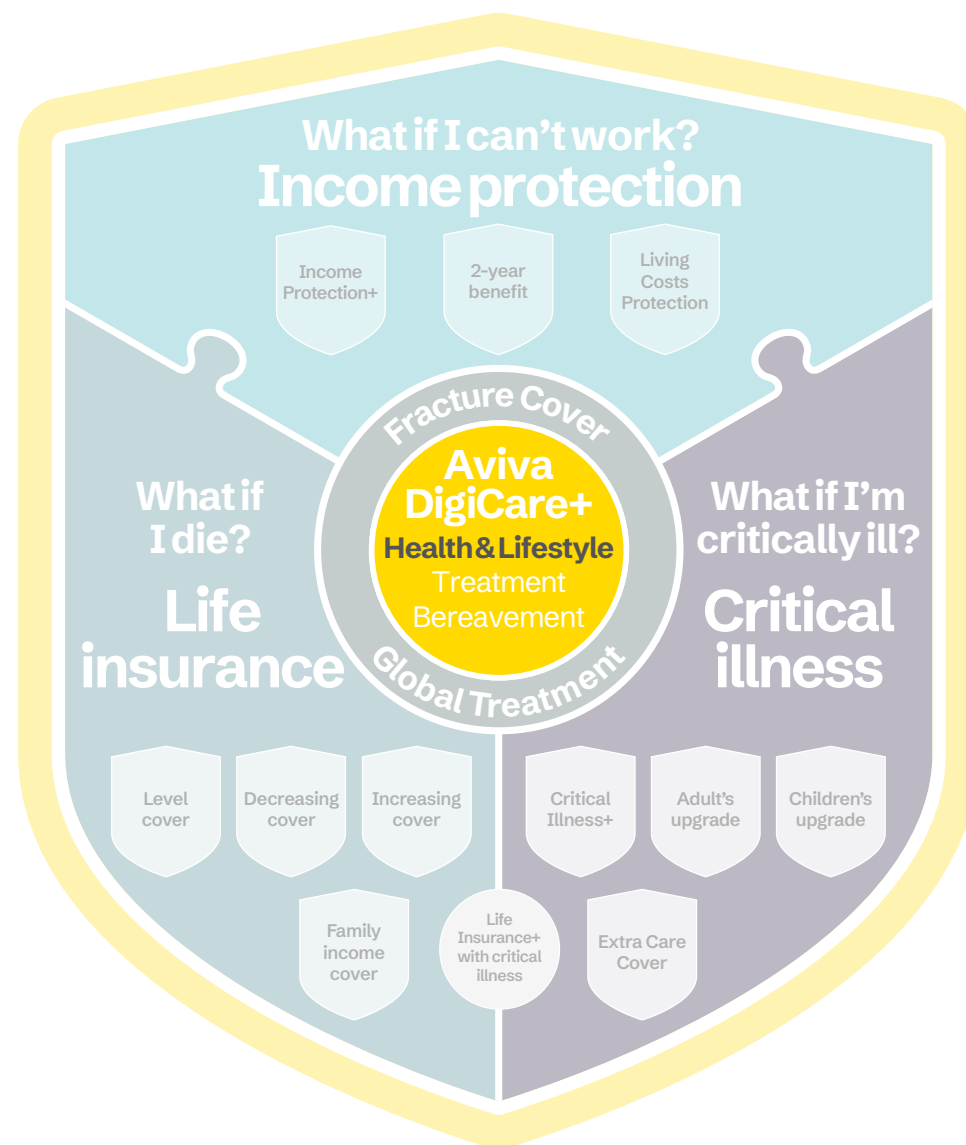 What if I can't work?
Income protection
Income
Protection+
2-year
benefit
Living
Costs
Protection
Fracture Cover
Aviva
DigiCare+
Health & Lifestyle
Treatment
Bereavement
Global Treatment
What if
I die?
Life
insurance
What if I'm
critically ill?
Critical
illness
Level
cover
Decreasing
cover
Increasing
cover
Critical
Illness+
Adult's
upgrade
Children's
upgrade
Family
income
cover
Life
Insurance+
with critical
illness
Extra Care
Cover